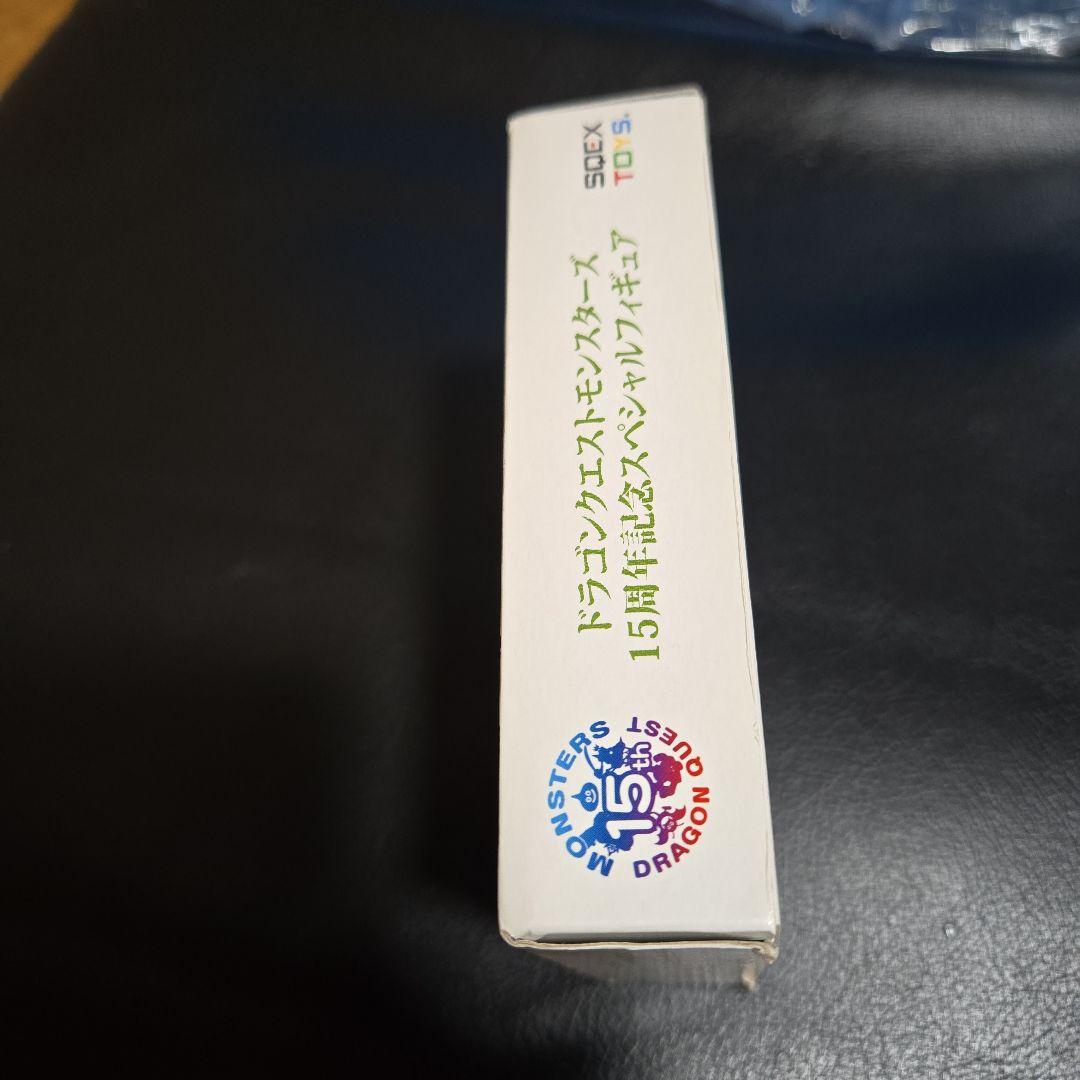 MONSTERS
15th
DRAGON QUEST
ドラゴンクエストモンスターズ
15周年記念スペシャルフィギュア
SQEX
TOYS.